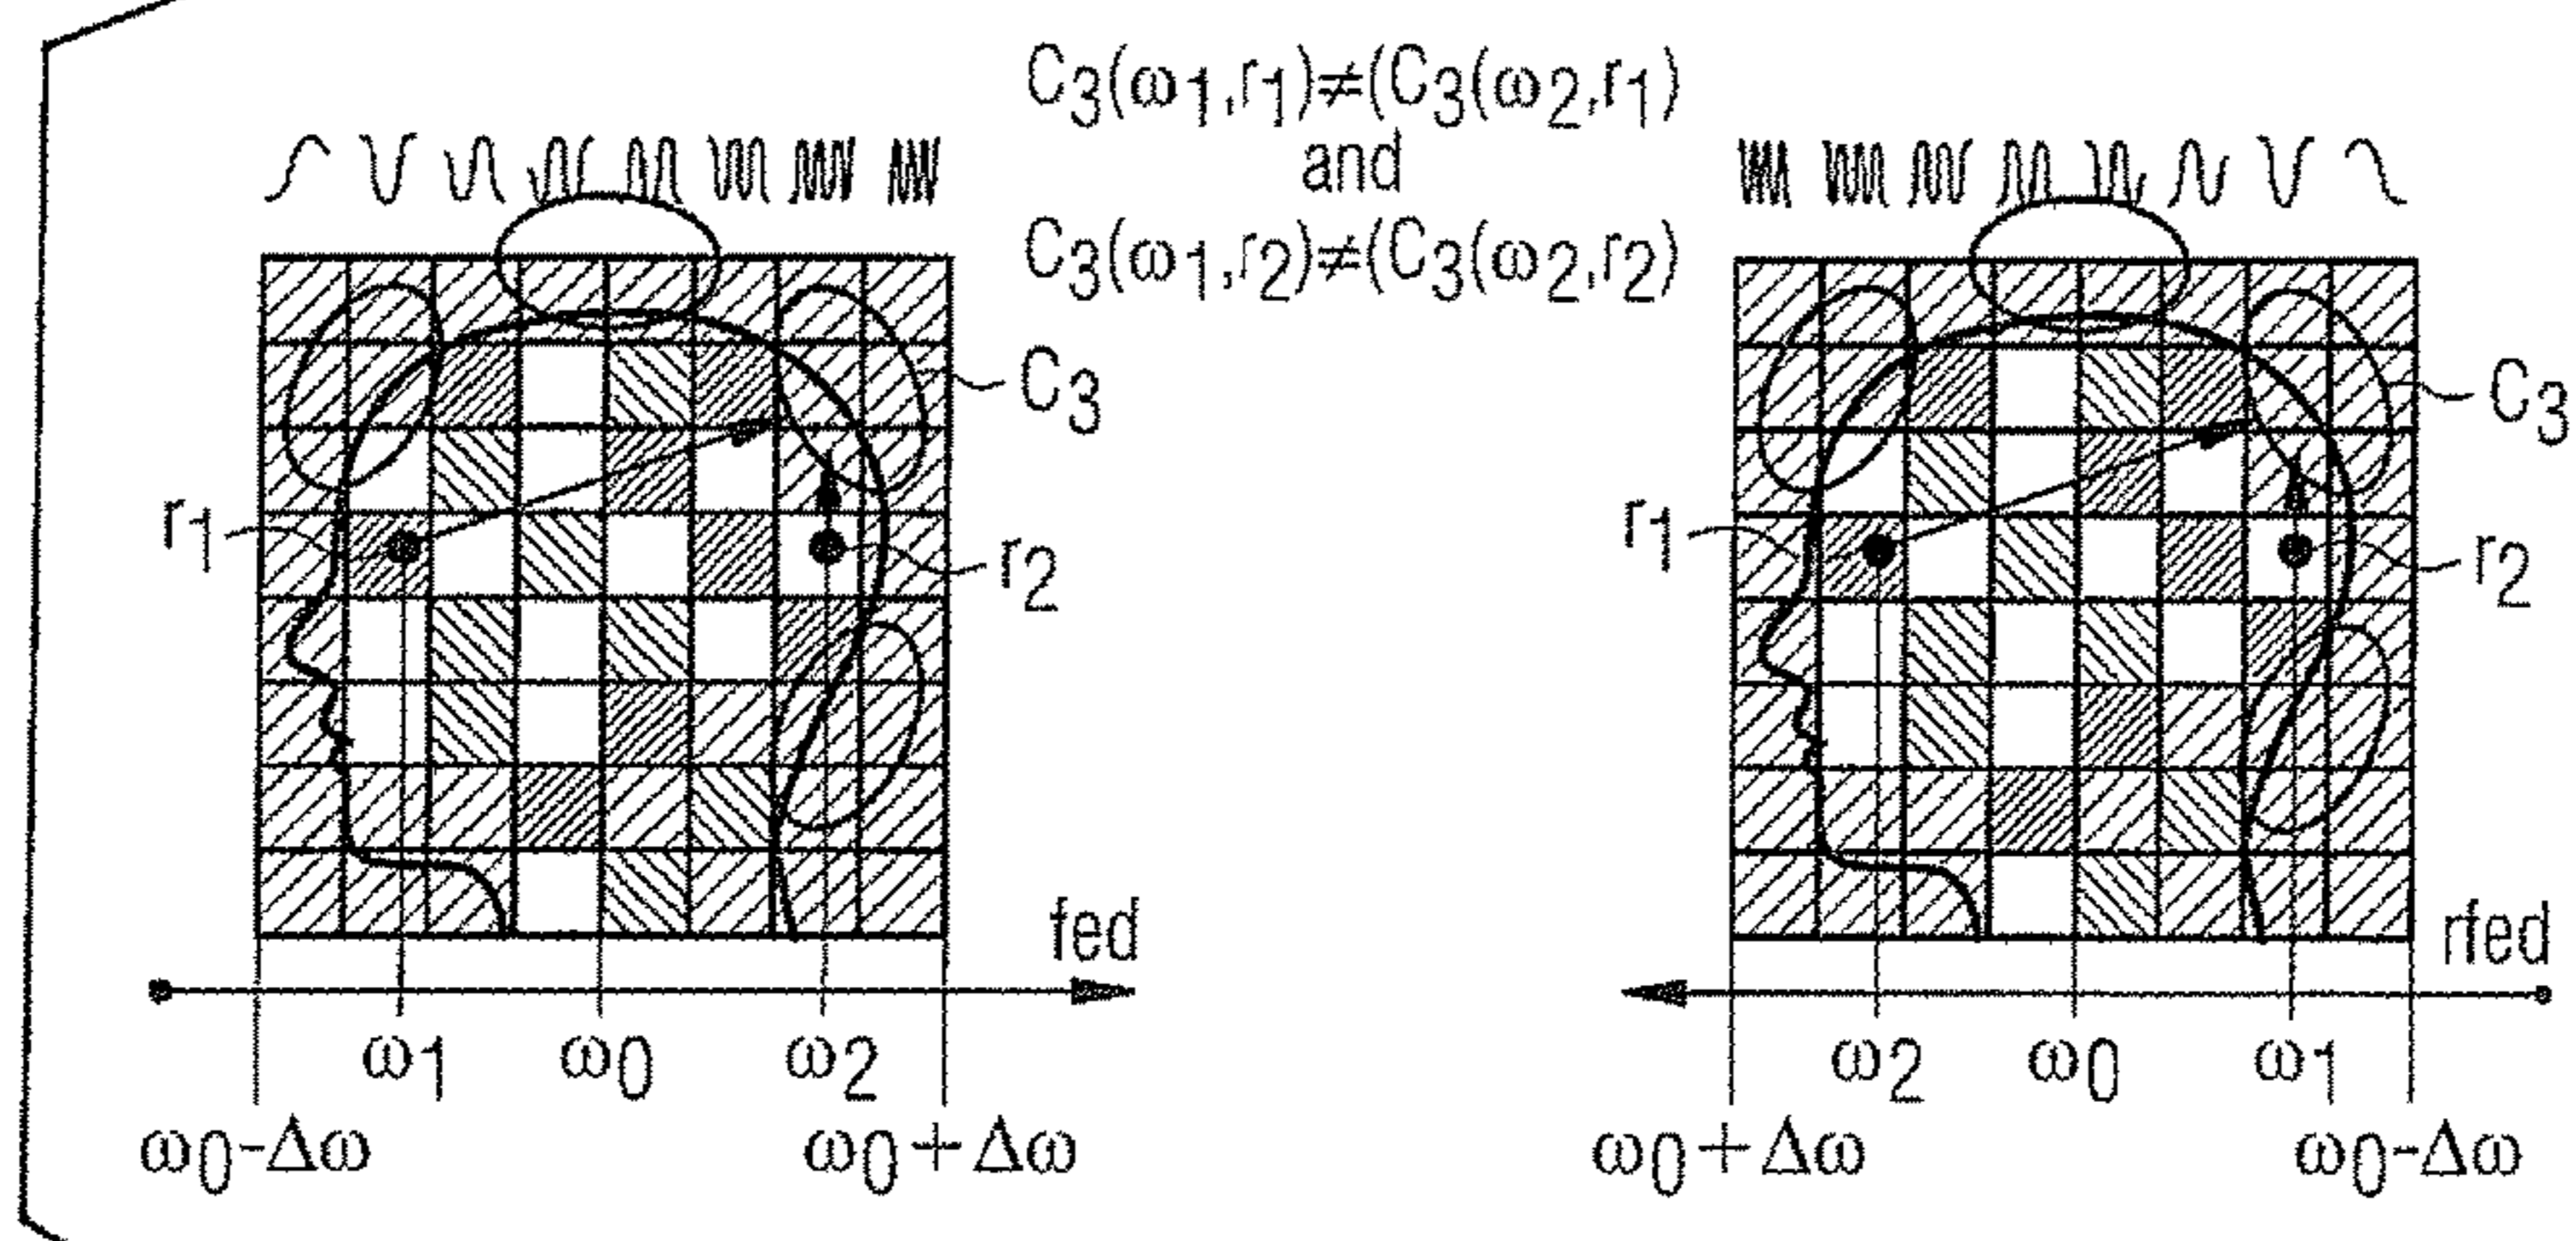 C3(ω1,r1)≠(C3(ω2,r1)
and
C3(ω1,r2)≠(C3(ω2,r2)
C3
r1
r2
fed
ω1 ω0 ω2
ω0-Δω ω0+Δω
C3
r1
r2
rfed
ω2 ω0 ω1
ω0+Δω ω0-Δω